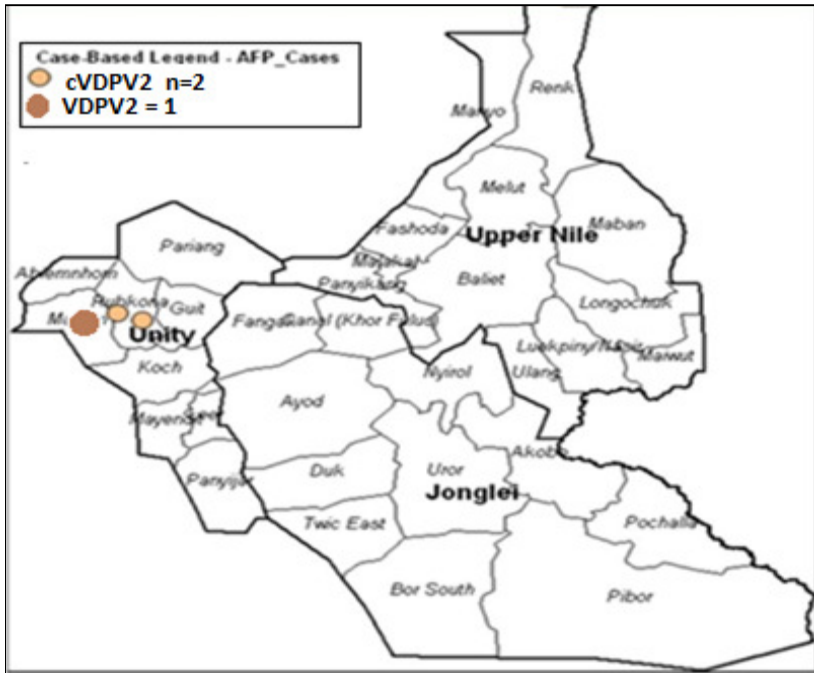 Case-Based Legend - AFP_Cases
cVDPV2 n=2
VDPV2 = 1
Renk
Manyo
Melut
Maban
Fashoda
Upper Nile
Pariang
Malakal
Baliet
Panyikang
Longochuk
Rubkona
Guit
Fangak
Canal (Khor Fulus)
Unity
Luakpiny/Nasir
Maiwut
Koch
Nyirol
Ulang
Ayod
Mayendit
Akobo
Panyijar
Duk
Uror
Jonglei
Twic East
Pochalla
Bor South
Pibor